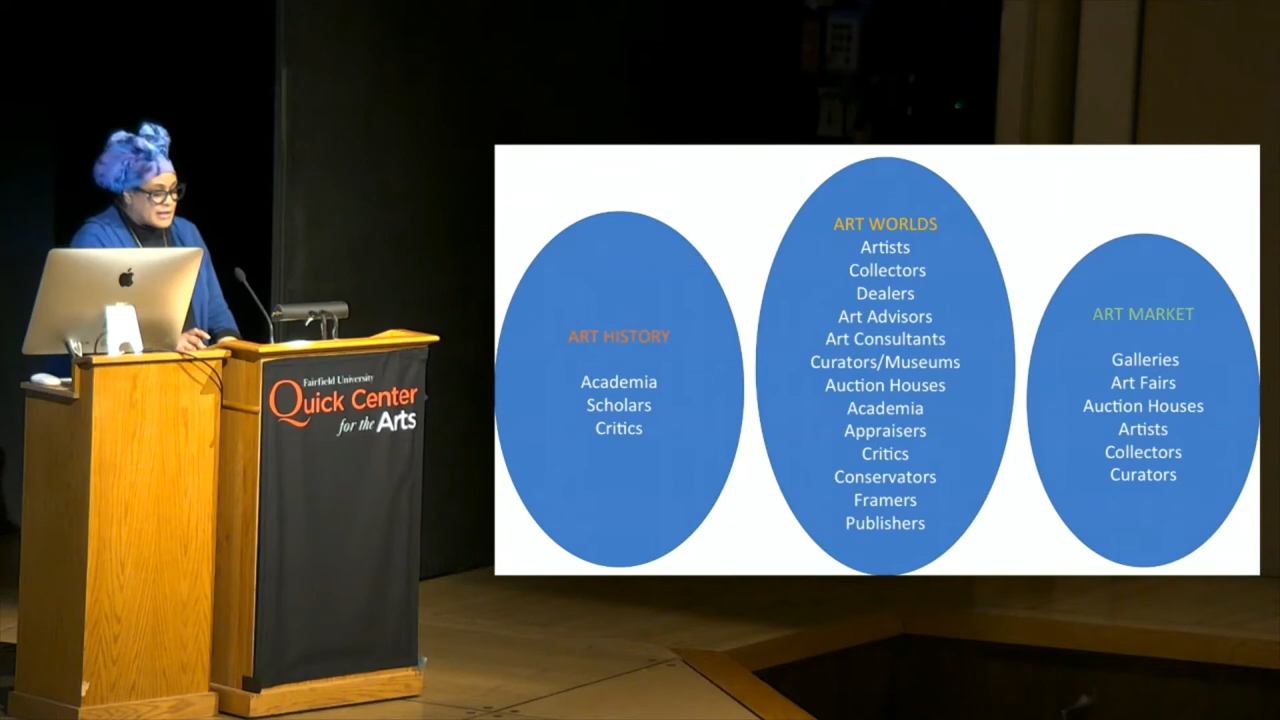 Fairfield University
Quick Center
for the Arts
ART HISTORY
Academia
Scholars
Critics
ART WORLDS
Artists
Collectors
Dealers
Art Advisors
Art Consultants
Curators/Museums
Auction Houses
Academia
Appraisers
Critics
Conservators
Framers
Publishers
ART MARKET
Galleries
Art Fairs
Auction Houses
Artists
Collectors
Curators